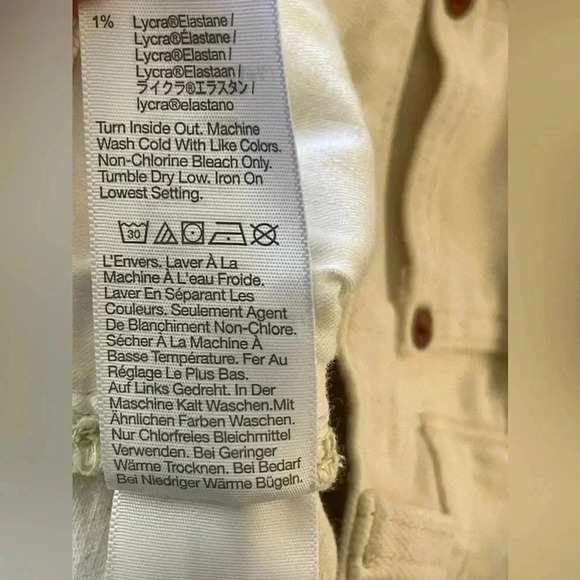 1% Lycra®Elastane /
Lycra®Élastane /
Lycra®Elastan /
Lycra®Elastaan /
ライクラ®エラスタン /
lycra®elastano
Turn Inside Out. Machine
Wash Cold With Like Colors.
Non-Chlorine Bleach Only.
Tumble Dry Low. Iron On
Lowest Setting.
30
L'Envers. Laver À La
Machine À L'eau Froide.
Laver En Séparant Les
Couleurs. Seulement Agent
De Blanchiment Non-Chlore.
Sécher À La Machine À
Basse Température. Fer Au
Réglage Le Plus Bas.
Auf Links Gedreht. In Der
Maschine Kalt Waschen.Mit
Ähnlichen Farben Waschen.
Nur Chlorfreies Bleichmittel
Verwenden. Bei Geringer
Wärme Trocknen. Bei Bedarf
Bei Niedriger Wärme Bügeln.